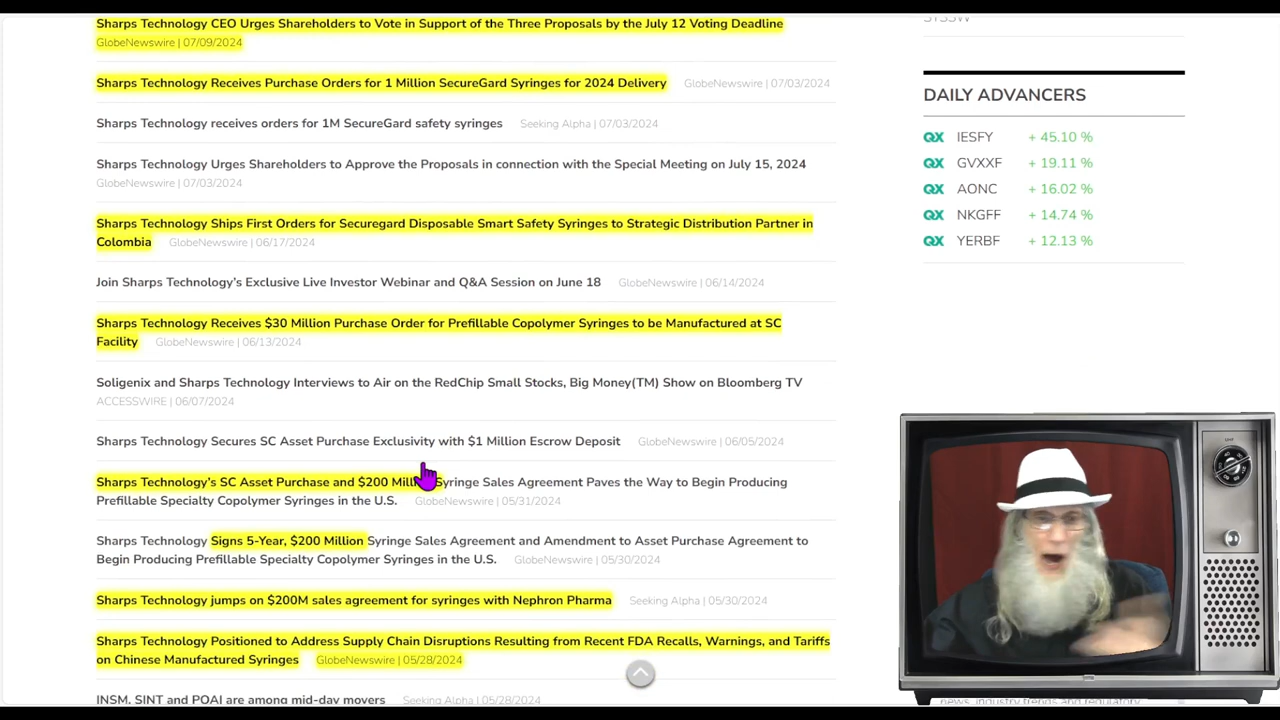 STSSW
Sharps Technology CEO Urges Shareholders to Vote in Support of the Three Proposals by the July 12 Voting Deadline
GlobeNewswire | 07/09/2024
Sharps Technology Receives Purchase Orders for 1 Million SecureGard Syringes for 2024 Delivery GlobeNewswire | 07/03/2024
Sharps Technology receives orders for 1M SecureGard safety syringes Seeking Alpha | 07/03/2024
Sharps Technology Urges Shareholders to Approve the Proposals in connection with the Special Meeting on July 15, 2024
GlobeNewswire | 07/03/2024
Sharps Technology Ships First Orders for Securegard Disposable Smart Safety Syringes to Strategic Distribution Partner in
Colombia GlobeNewswire | 06/17/2024
Join Sharps Technology's Exclusive Live Investor Webinar and Q&A Session on June 18 GlobeNewswire | 06/14/2024
Sharps Technology Receives $30 Million Purchase Order for Prefillable Copolymer Syringes to be Manufactured at SC
Facility GlobeNewswire | 06/13/2024
Soligenix and Sharps Technology Interviews to Air on the RedChip Small Stocks, Big Money(TM) Show on Bloomberg TV
ACCESSWIRE | 06/07/2024
Sharps Technology Secures SC Asset Purchase Exclusivity with $1 Million Escrow Deposit GlobeNewswire | 06/05/2024
Sharps Technology's SC Asset Purchase and $200 Million Syringe Sales Agreement Paves the Way to Begin Producing
Prefillable Specialty Copolymer Syringes in the U.S. GlobeNewswire | 05/31/2024
Sharps Technology Signs 5-Year, $200 Million Syringe Sales Agreement and Amendment to Asset Purchase Agreement to
Begin Producing Prefillable Specialty Copolymer Syringes in the U.S. GlobeNewswire | 05/30/2024
Sharps Technology jumps on $200M sales agreement for syringes with Nephron Pharma Seeking Alpha | 05/30/2024
Sharps Technology Positioned to Address Supply Chain Disruptions Resulting from Recent FDA Recalls, Warnings, and Tariffs
on Chinese Manufactured Syringes GlobeNewswire | 05/28/2024
INSM, SINT and POAI are among mid-day movers Seeking Alpha | 05/28/2024
DAILY ADVANCERS
QX IESFY + 45.10 %
QX GVXXF + 19.11 %
QX AONC + 16.02 %
QX NKGFF + 14.74 %
QX YERBF + 12.13 %
news, industry trends and regulatory